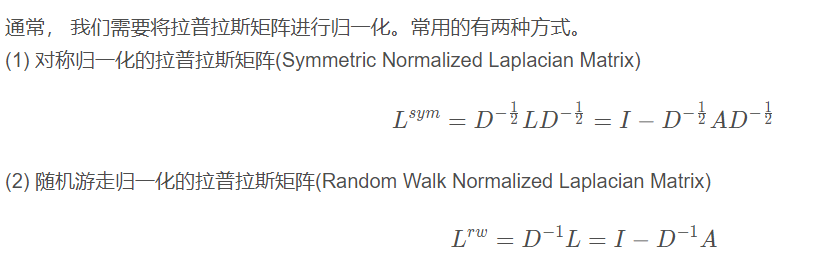 通常， 我们需要将拉普拉斯矩阵进行归一化。常用的有两种方式。
(1) 对称归一化的拉普拉斯矩阵(Symmetric Normalized Laplacian Matrix)
$L^{sym} = D^{-\frac{1}{2}} L D^{-\frac{1}{2}} = I - D^{-\frac{1}{2}} A D^{-\frac{1}{2}}$
(2) 随机游走归一化的拉普拉斯矩阵(Random Walk Normalized Laplacian Matrix)
$L^{rw} = D^{-1} L = I - D^{-1} A$